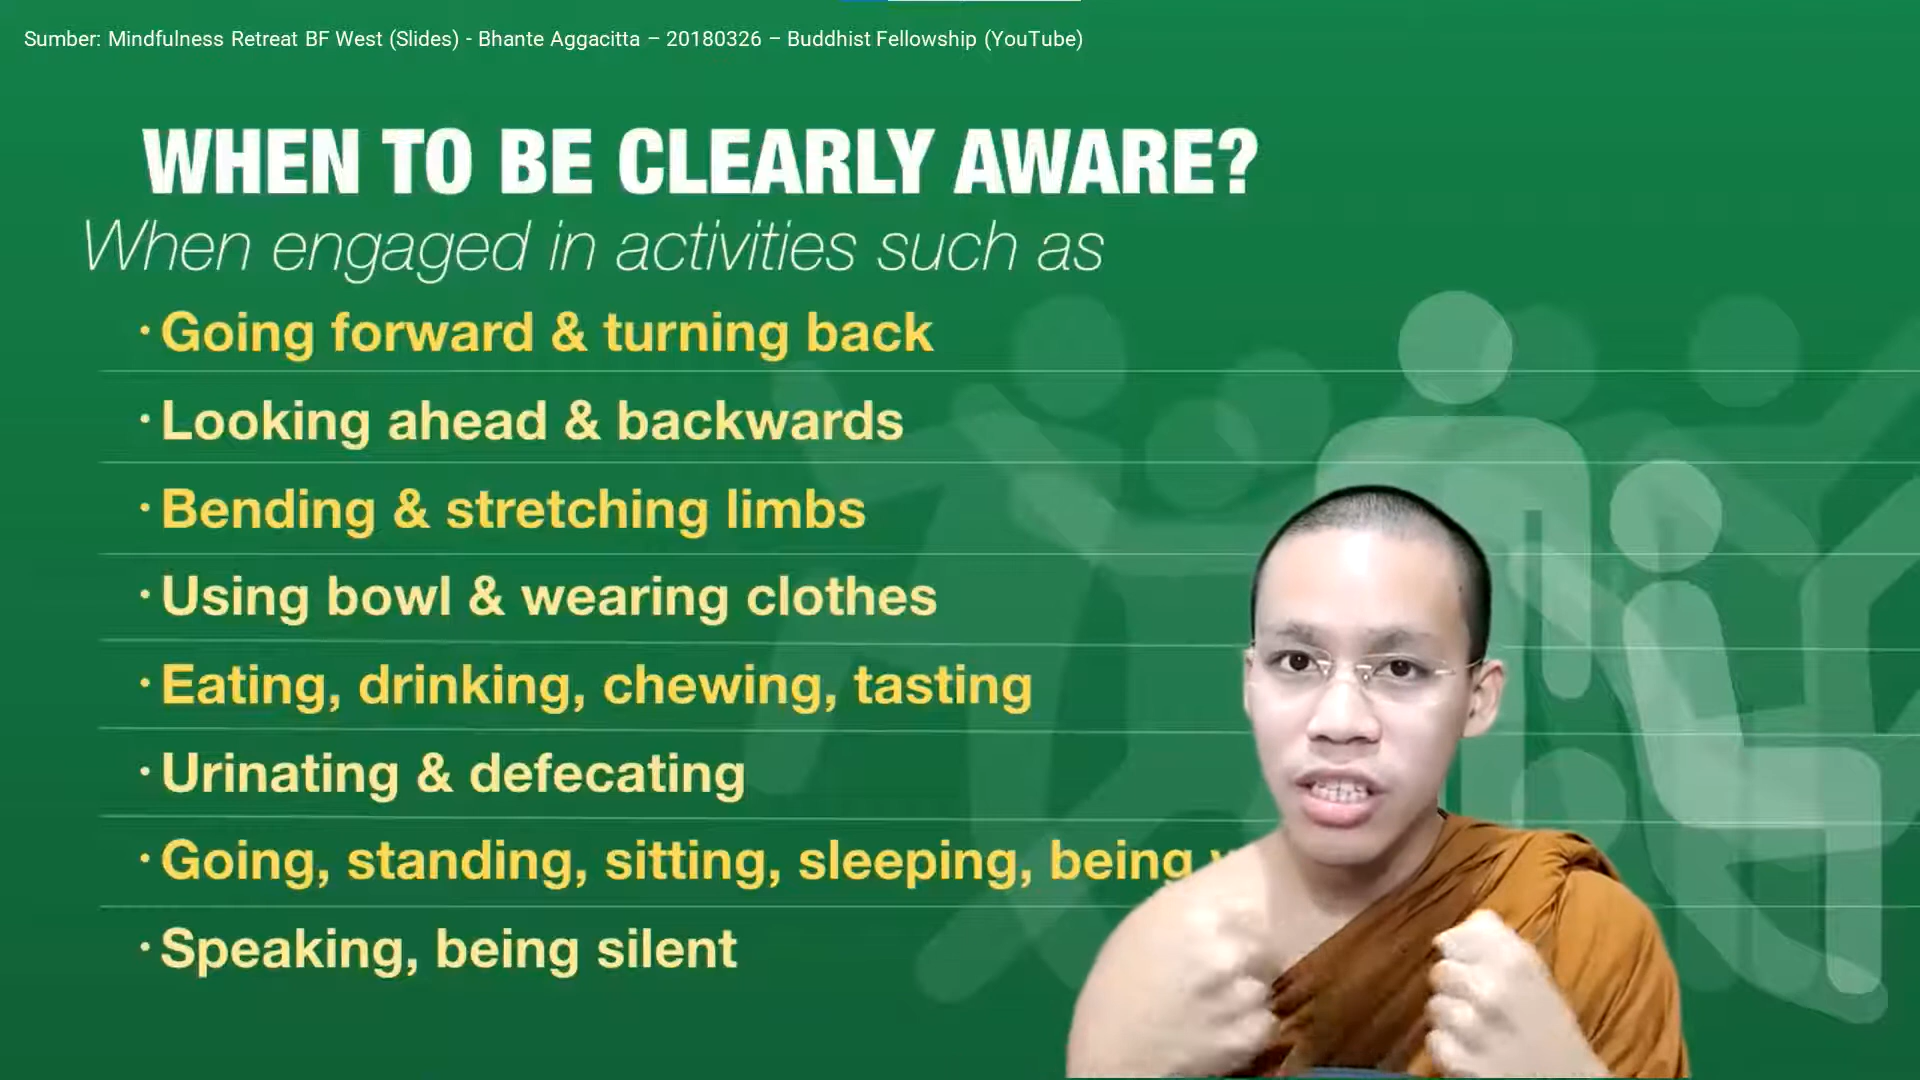 Sumber: Mindfulness Retreat BF West (Slides) - Bhante Aggacitta – 20180326 – Buddhist Fellowship (YouTube)
WHEN TO BE CLEARLY AWARE?
When engaged in activities such as
· Going forward & turning back
· Looking ahead & backwards
· Bending & stretching limbs
· Using bowl & wearing clothes
· Eating, drinking, chewing, tasting
· Urinating & defecating
· Going, standing, sitting, sleeping, being
· Speaking, being silent